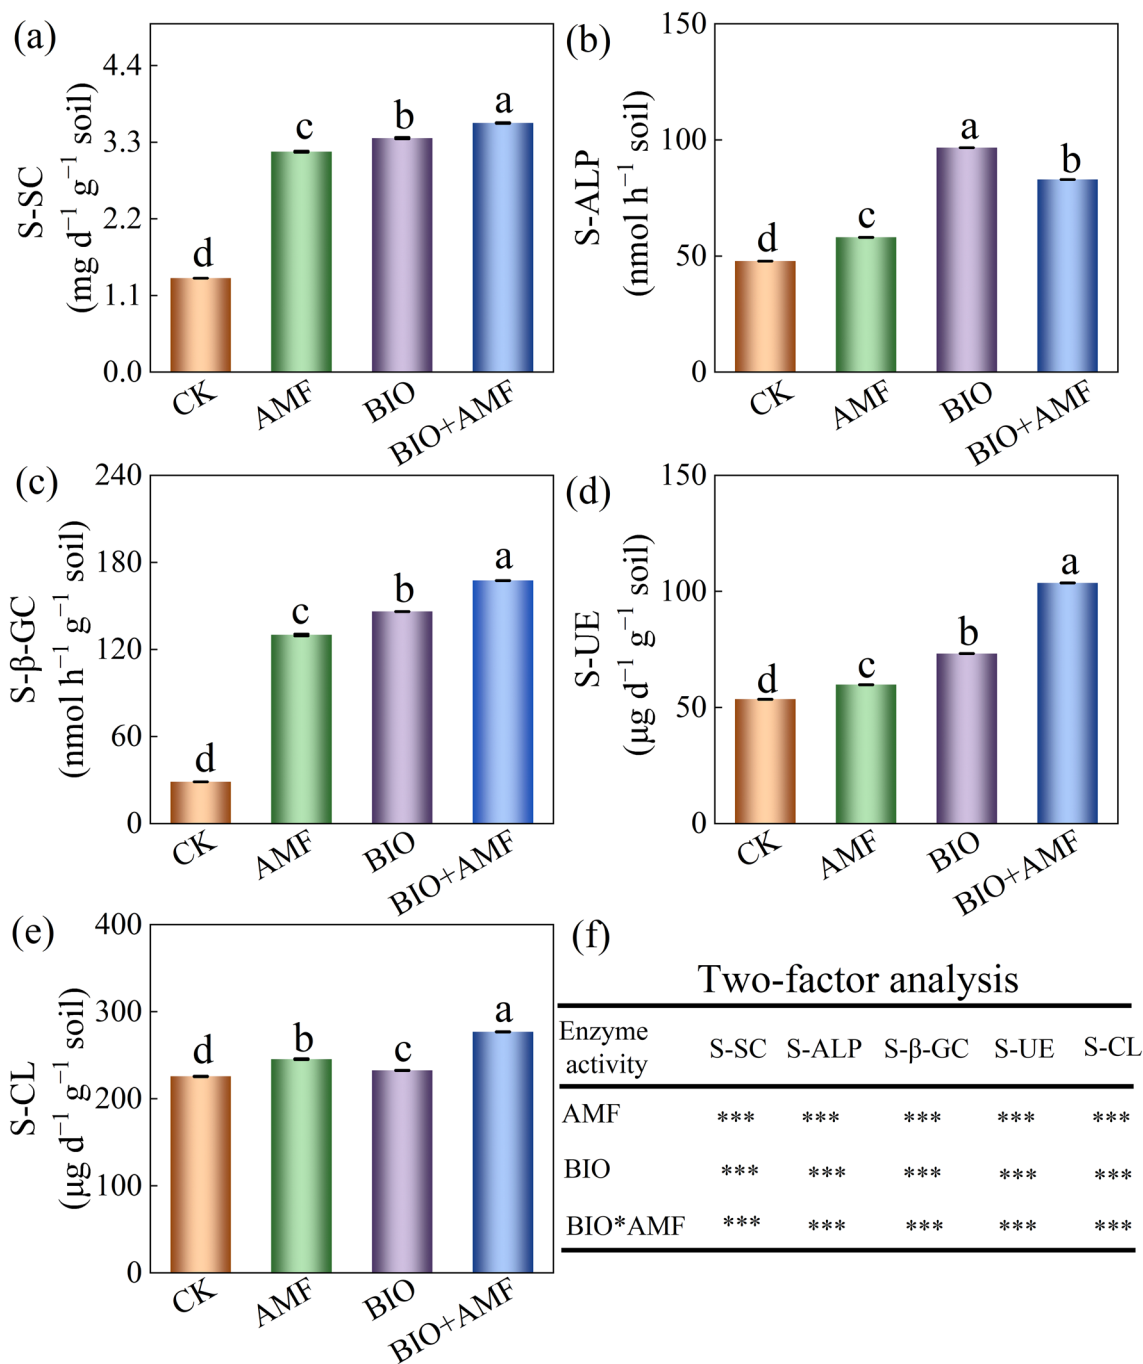 (a)
S-SC
(mg d⁻¹ g⁻¹ soil)
4.4
3.3
2.2
1.1
0.0
d
c
b
a
CK
AMF
BIO
BIO+AMF
(b)
S-ALP
(nmol h⁻¹ g⁻¹ soil)
150
100
50
0
d
c
a
b
CK
AMF
BIO
BIO+AMF
(c)
S-β-GC
(nmol h⁻¹ g⁻¹ soil)
240
180
120
60
0
d
c
b
a
CK
AMF
BIO
BIO+AMF
(d)
S-UE
(μg d⁻¹ g⁻¹ soil)
150
100
50
0
d
c
b
a
CK
AMF
BIO
BIO+AMF
(e)
S-CL
(μg d⁻¹ g⁻¹ soil)
400
300
200
100
0
d
b
c
a
CK
AMF
BIO
BIO+AMF
(f)
Two-factor analysis
Enzyme activity S-SC S-ALP S-β-GC S-UE S-CL
AMF *** *** *** *** ***
BIO *** *** *** *** ***
BIO*AMF *** *** *** *** ***